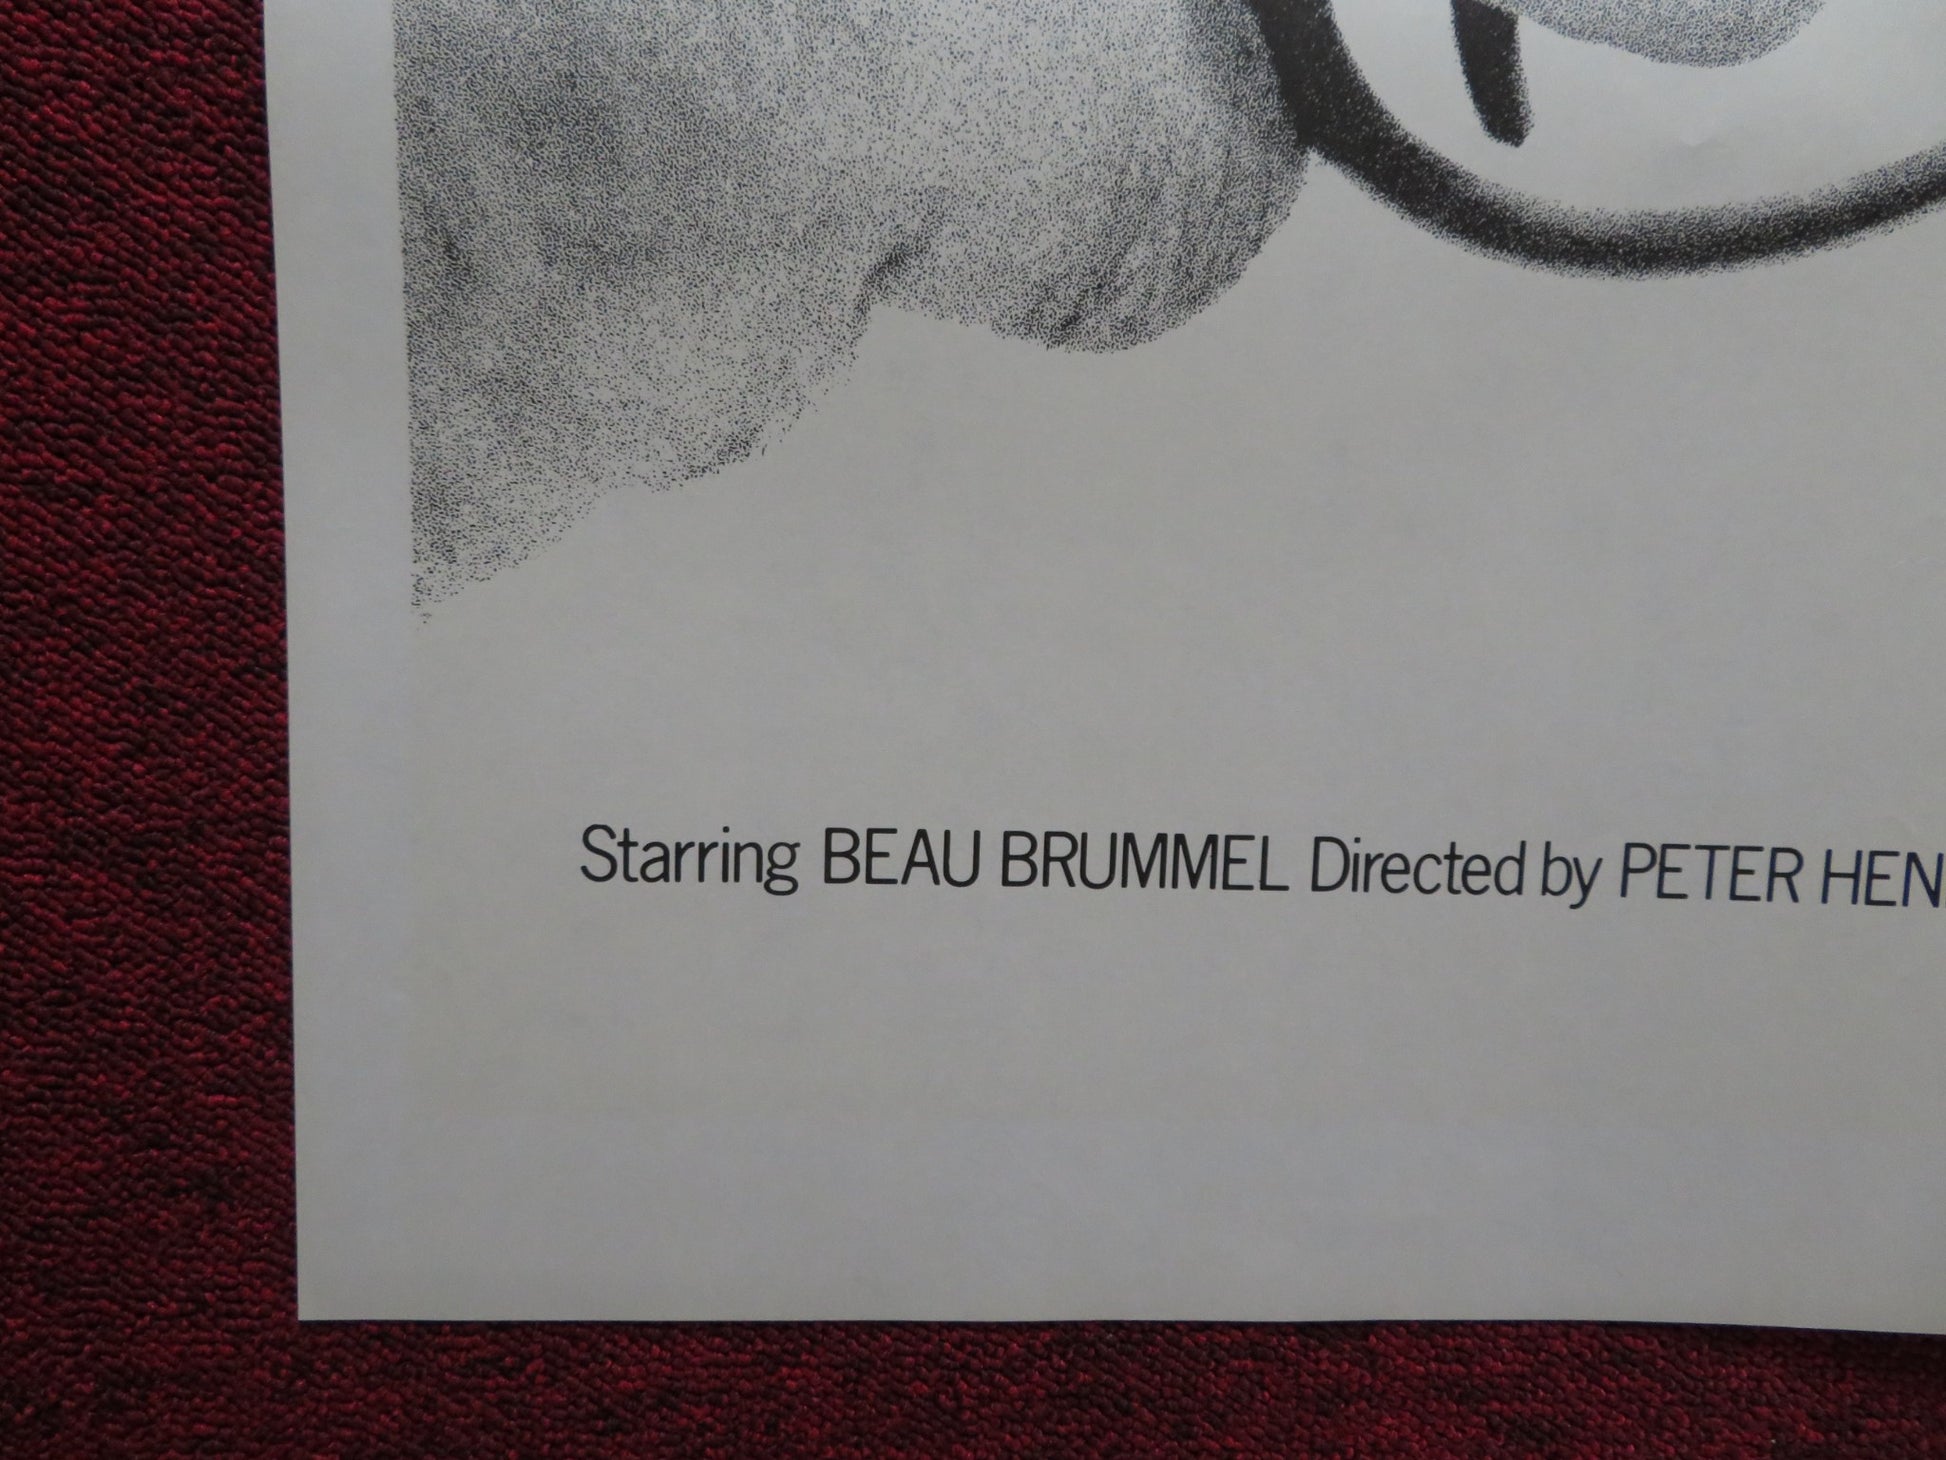 Starring BEAU BRUMMEL Directed by PETER HEN